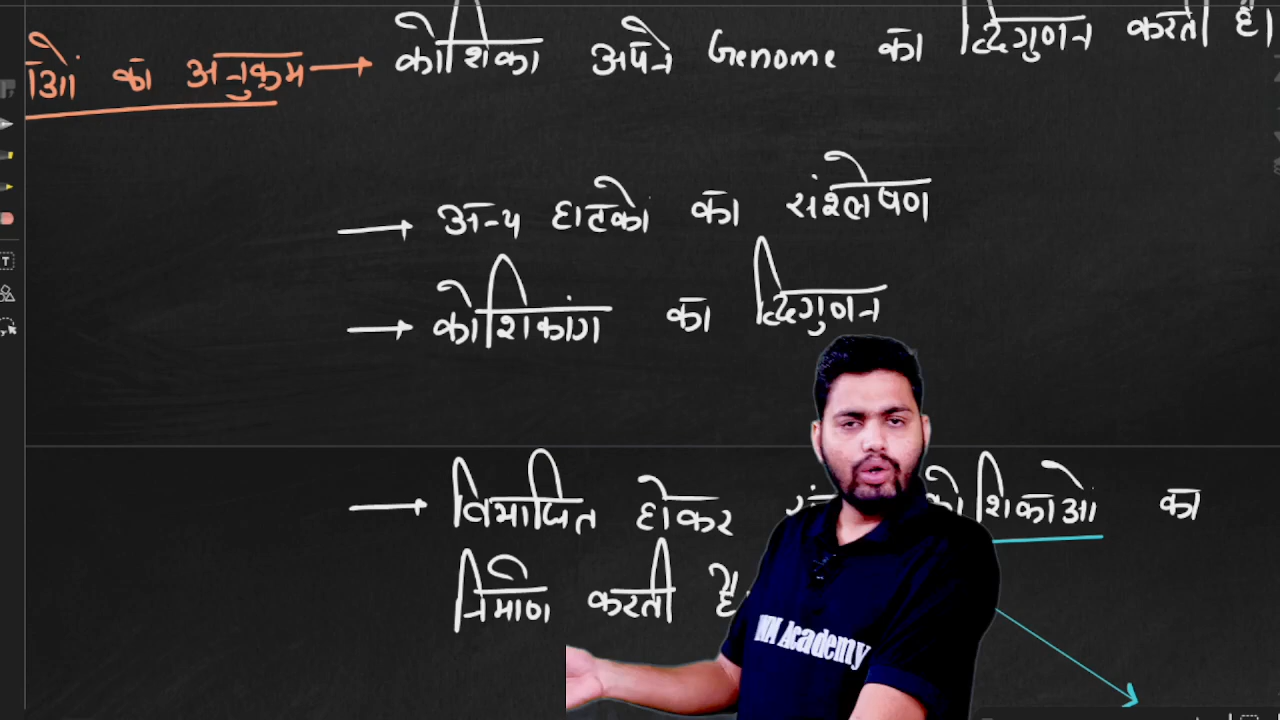 का अनुक्रम → कोशिका अपने Genome का द्विगुणन करती है।
→ अन्य घटको का संश्लेषण
→ कोशिकांग का द्विगुणन
→ विभाजित होकर कोशिकाओं का
निर्माण करती है
NM Academy